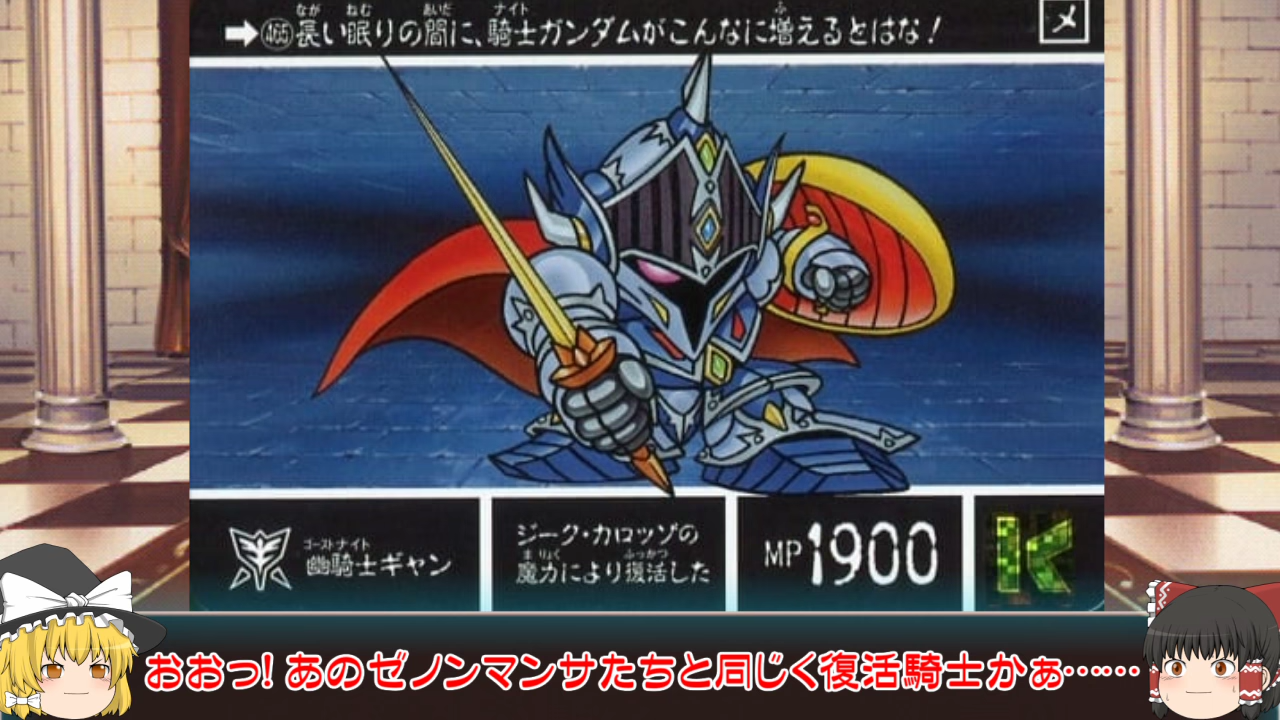 ➡㊻長い眠りの間に、騎士ガンダムがこんなに増えるとはな!
メ
幽騎士ギャン
ゴーストナイト
ジーク・カロッゾの
魔力により復活した
MP1900
K
おおっ! あのゼノンマンサたちと同じく復活騎士かぁ……